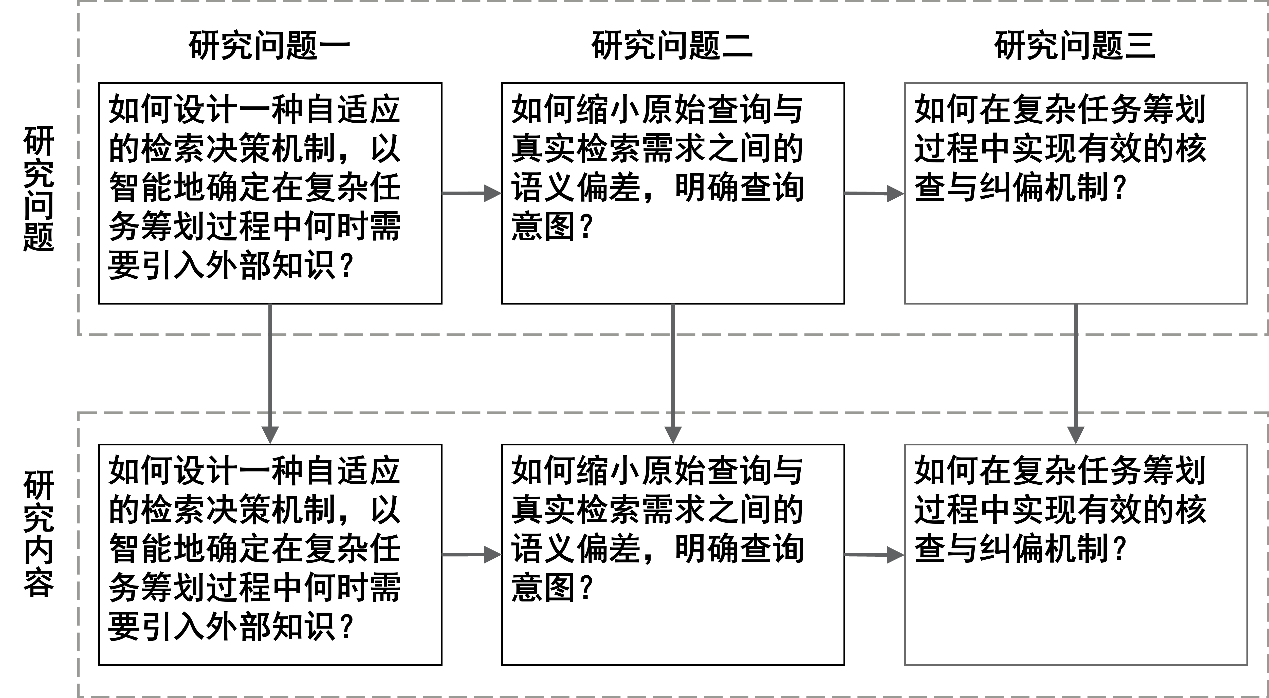 研究问题一
研究问题二
研究问题三
研究问题
如何设计一种自适应
的检索决策机制，以
智能地确定在复杂任
务筹划过程中何时需
要引入外部知识？
如何缩小原始查询与
真实检索需求之间的
语义偏差，明确查询
意图？
如何在复杂任务筹划
过程中实现有效的核
查与纠偏机制？
研究内容
如何设计一种自适应
的检索决策机制，以
智能地确定在复杂任
务筹划过程中何时需
要引入外部知识？
如何缩小原始查询与
真实检索需求之间的
语义偏差，明确查询
意图？
如何在复杂任务筹划
过程中实现有效的核
查与纠偏机制？